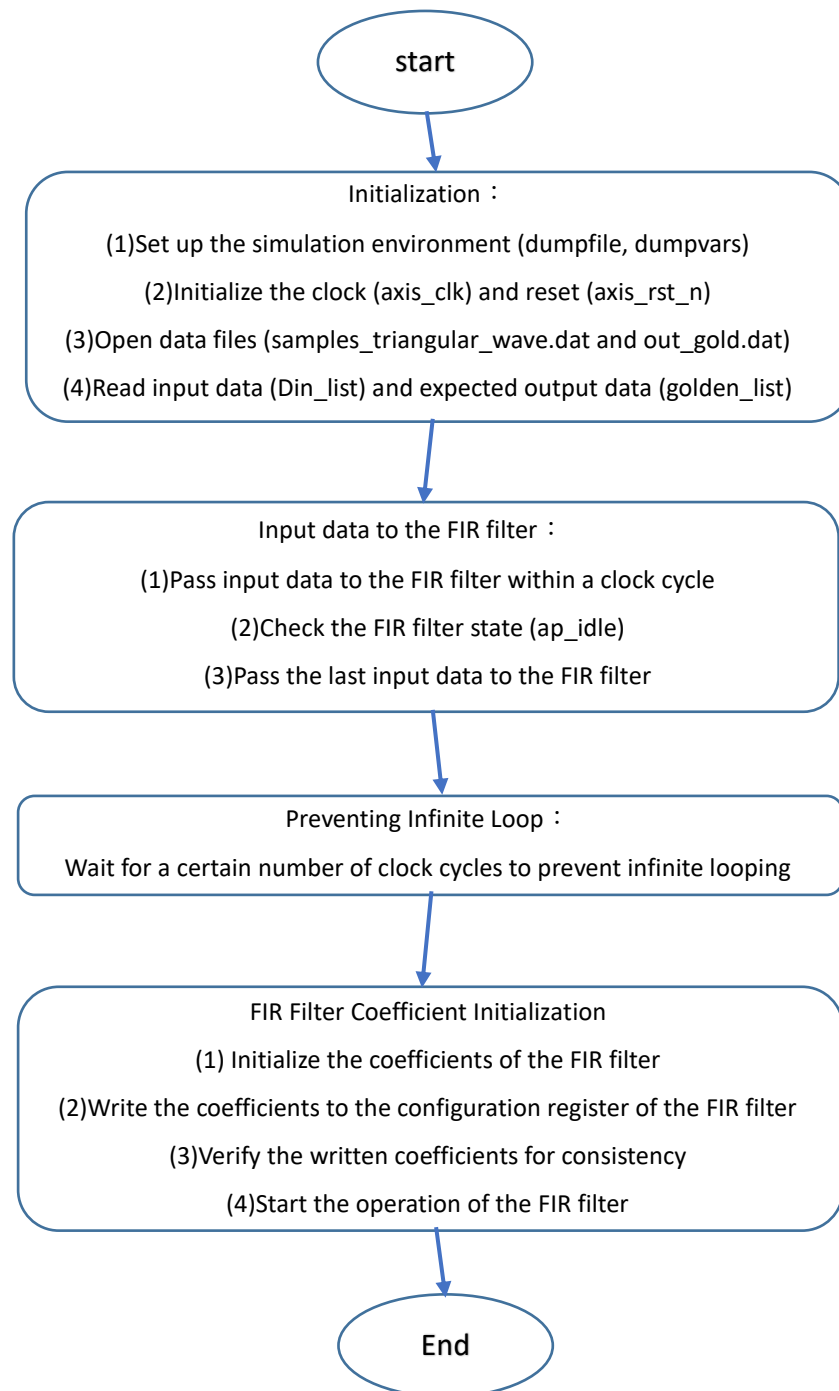 start
Initialization：
(1)Set up the simulation environment (dumpfile, dumpvars)
(2)Initialize the clock (axis_clk) and reset (axis_rst_n)
(3)Open data files (samples_triangular_wave.dat and out_gold.dat)
(4)Read input data (Din_list) and expected output data (golden_list)
Input data to the FIR filter：
(1)Pass input data to the FIR filter within a clock cycle
(2)Check the FIR filter state (ap_idle)
(3)Pass the last input data to the FIR filter
Preventing Infinite Loop：
Wait for a certain number of clock cycles to prevent infinite looping
FIR Filter Coefficient Initialization
(1) Initialize the coefficients of the FIR filter
(2)Write the coefficients to the configuration register of the FIR filter
(3)Verify the written coefficients for consistency
(4)Start the operation of the FIR filter
End